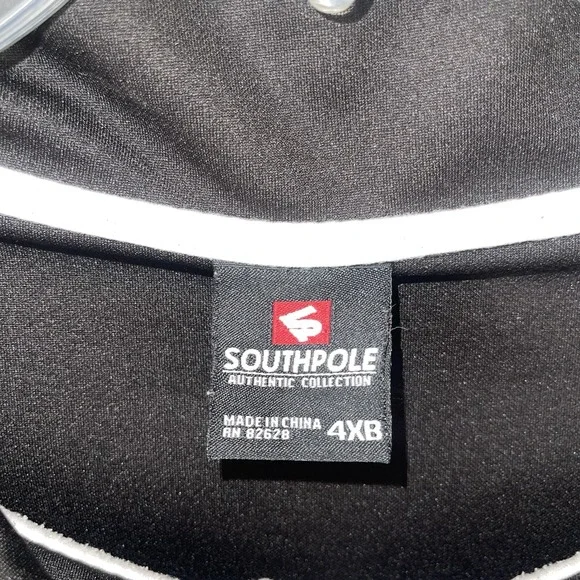 SOUTHPOLE
AUTHENTIC COLLECTION
MADE IN CHINA
RN 82628 4XB